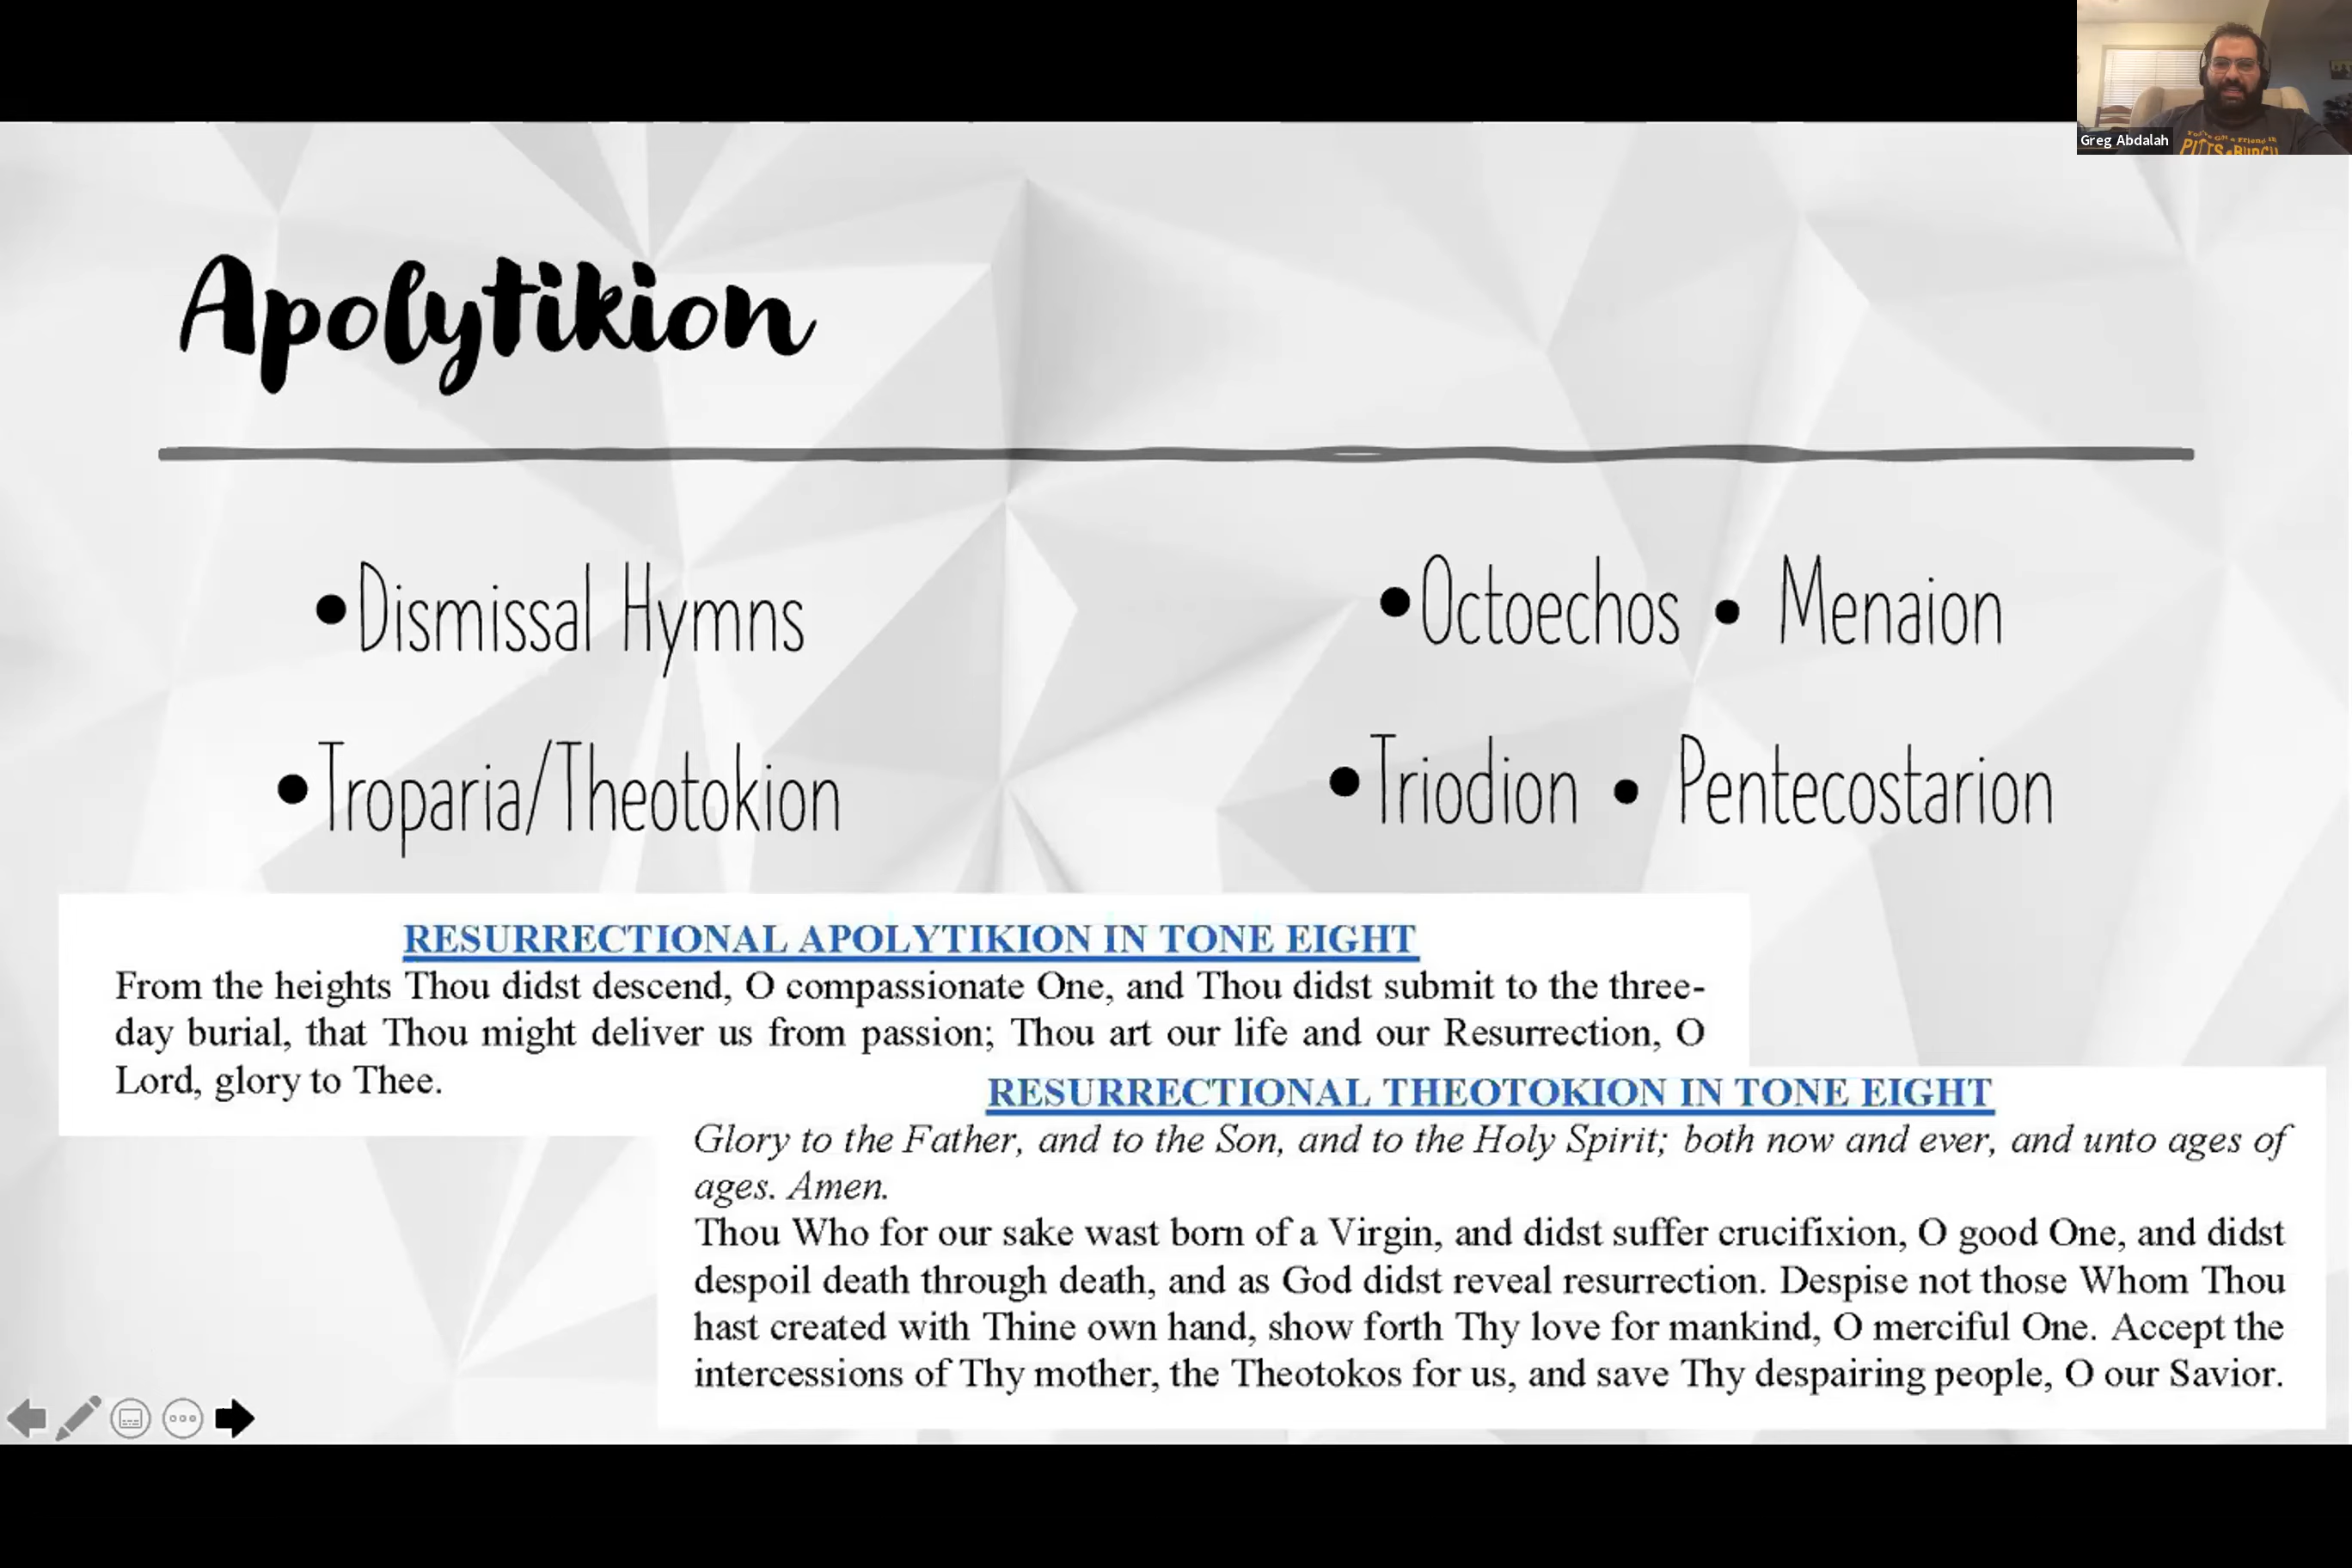 Greg Abdalah
You've Got a Friend in
PITTSBURGH
Apolytikion
•Dismissal Hymns
•Troparia/Theotokion
•Octoechos • Menaion
•Triodion • Pentecostarion
RESURRECTIONAL APOLYTIKION IN TONE EIGHT
From the heights Thou didst descend, O compassionate One, and Thou didst submit to the three-
day burial, that Thou might deliver us from passion; Thou art our life and our Resurrection, O
Lord, glory to Thee.
RESURRECTIONAL THEOTOKION IN TONE EIGHT
Glory to the Father, and to the Son, and to the Holy Spirit; both now and ever, and unto ages of
ages. Amen.
Thou Who for our sake wast born of a Virgin, and didst suffer crucifixion, O good One, and didst
despoil death through death, and as God didst reveal resurrection. Despise not those Whom Thou
hast created with Thine own hand, show forth Thy love for mankind, O merciful One. Accept the
intercessions of Thy mother, the Theotokos for us, and save Thy despairing people, O our Savior.